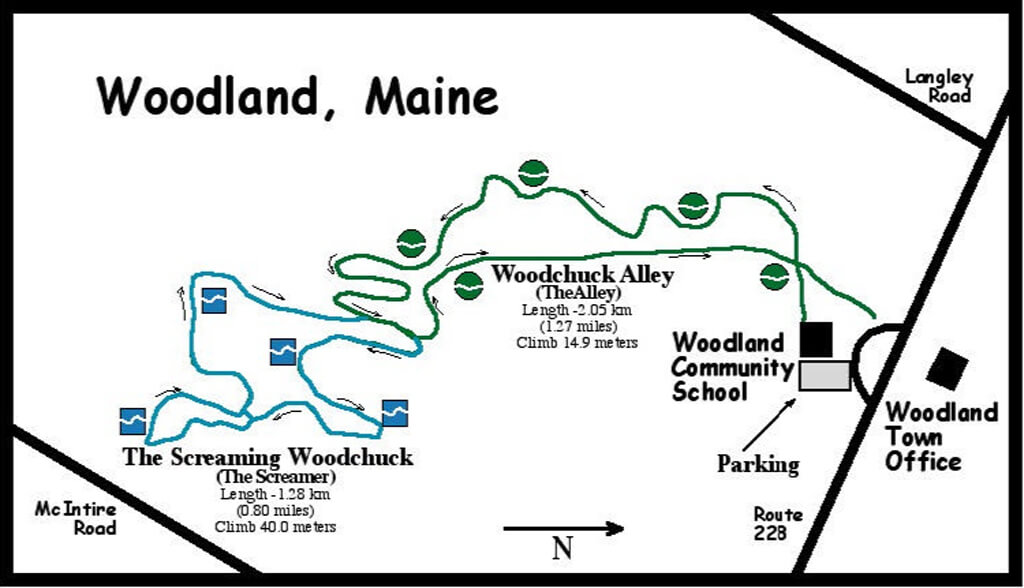 Woodland, Maine
Langley
Road
Woodchuck Alley
(TheAlley)
Length -2.05 km
(1.27 miles)
Climb 14.9 meters
Woodland
Community
School
Parking
Woodland
Town
Office
The Screaming Woodchuck
(The Screamer)
Length -1.28 km
(0.80 miles)
Climb 40.0 meters
McIntire
Road
N
Route
228